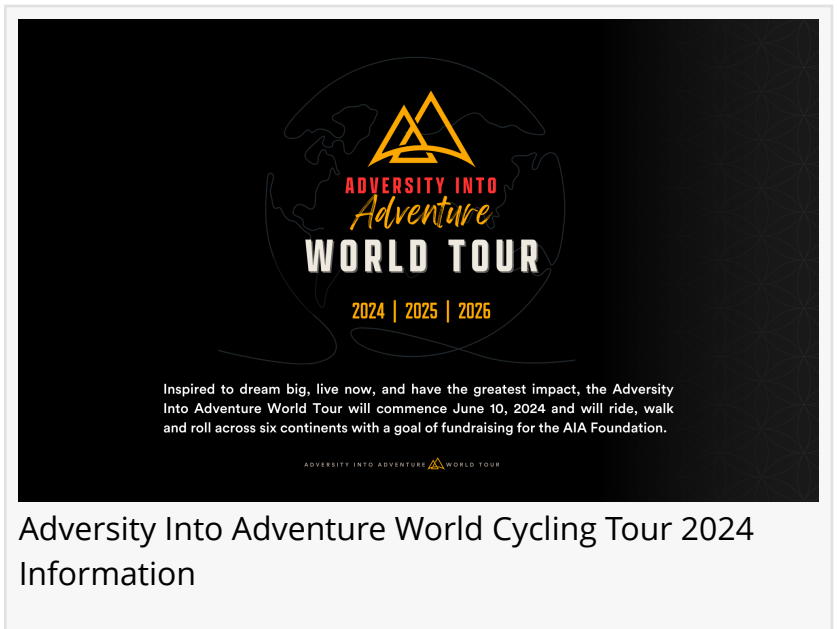 ADVERSITY INTO
Adventure
WORLD TOUR
2024 | 2025 | 2026
Inspired to dream big, live now, and have the greatest impact, the Adversity
Into Adventure World Tour will commence June 10, 2024 and will ride, walk
and roll across six continents with a goal of fundraising for the AIA Foundation.
ADVERSITY INTO ADVENTURE WORLD TOUR
Adversity Into Adventure World Cycling Tour 2024
Information